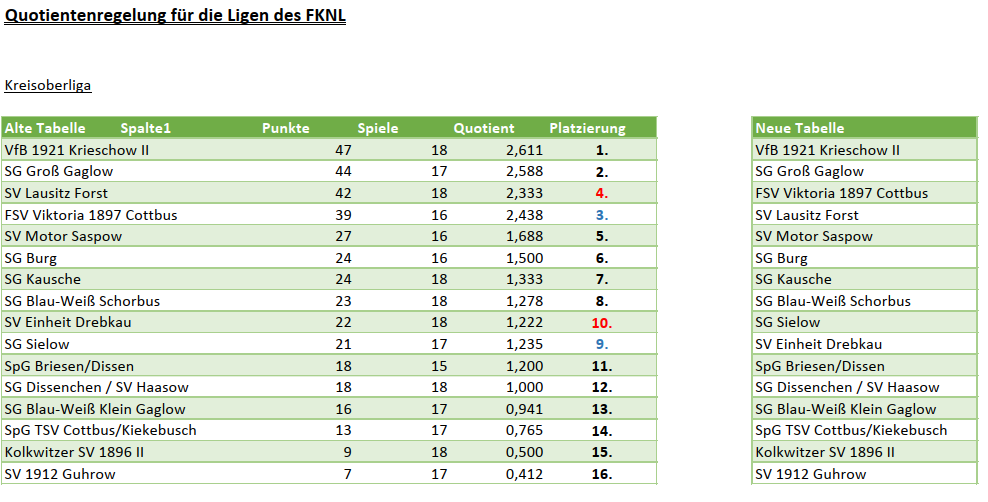 Quotientenregelung für die Ligen des FKNL
Kreisoberliga
Alte Tabelle Spalte1 Punkte Spiele Quotient Platzierung Neue Tabelle
VfB 1921 Krieschow II 47 18 2,611 1. VfB 1921 Krieschow II
SG Groß Gaglow 44 17 2,588 2. SG Groß Gaglow
SV Lausitz Forst 42 18 2,333 4. FSV Viktoria 1897 Cottbus
FSV Viktoria 1897 Cottbus 39 16 2,438 3. SV Lausitz Forst
SV Motor Saspow 27 16 1,688 5. SV Motor Saspow
SG Burg 24 16 1,500 6. SG Burg
SG Kausche 24 18 1,333 7. SG Kausche
SG Blau-Weiß Schorbus 23 18 1,278 8. SG Blau-Weiß Schorbus
SV Einheit Drebkau 22 18 1,222 10. SG Sielow
SG Sielow 21 17 1,235 9. SV Einheit Drebkau
SpG Briesen/Dissen 18 15 1,200 11. SpG Briesen/Dissen
SG Dissenchen / SV Haasow 18 18 1,000 12. SG Dissenchen / SV Haasow
SG Blau-Weiß Klein Gaglow 16 17 0,941 13. SG Blau-Weiß Klein Gaglow
SpG TSV Cottbus/Kiekebusch 13 17 0,765 14. SpG TSV Cottbus/Kiekebusch
Kolkwitzer SV 1896 II 9 18 0,500 15. Kolkwitzer SV 1896 II
SV 1912 Guhrow 7 17 0,412 16. SV 1912 Guhrow